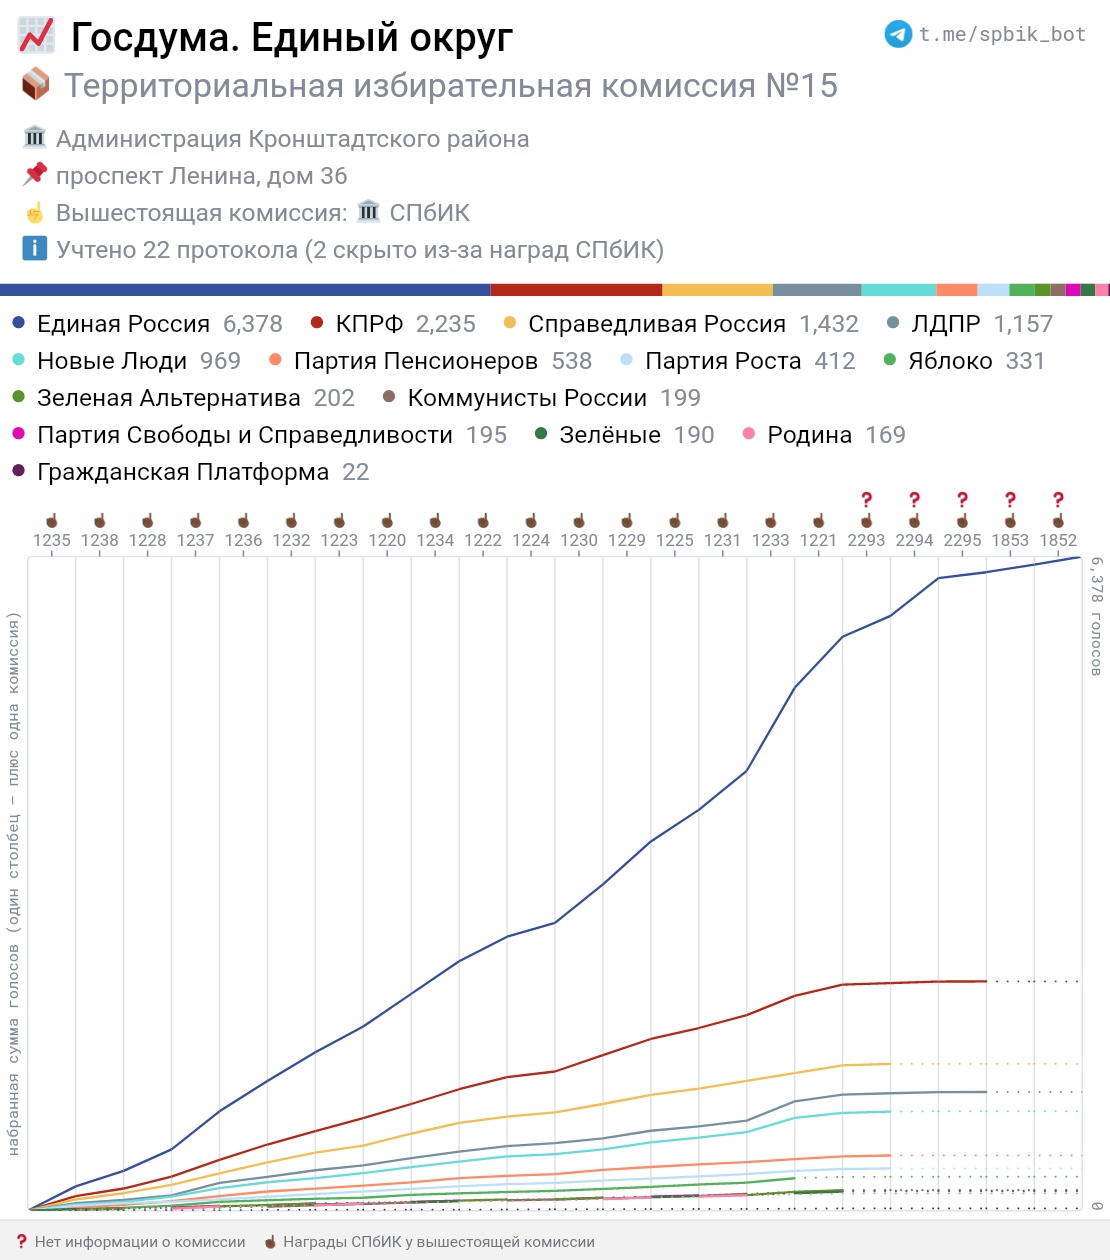 Госдума. Единый округ
t.me/spbik_bot
Территориальная избирательная комиссия №15
Администрация Кронштадтского района
проспект Ленина, дом 36
Вышестоящая комиссия: СПбИК
Учтено 22 протокола (2 скрыто из-за наград СПбИК)
Единая Россия 6,378 КПРФ 2,235 Справедливая Россия 1,432 ЛДПР 1,157
Новые Люди 969 Партия Пенсионеров 538 Партия Роста 412 Яблоко 331
Зеленая Альтернатива 202 Коммунисты России 199
Партия Свободы и Справедливости 195 Зелёные 190 Родина 169
Гражданская Платформа 22
1235 1238 1228 1237 1236 1232 1223 1220 1234 1222 1224 1230 1229 1225 1231 1233 1221 2293 2294 2295 1853 1852
набранная сумма голосов (один столбец — плюс одна комиссия)
6,378 голосов
0
Нет информации о комиссии Награды СПбИК у вышестоящей комиссии